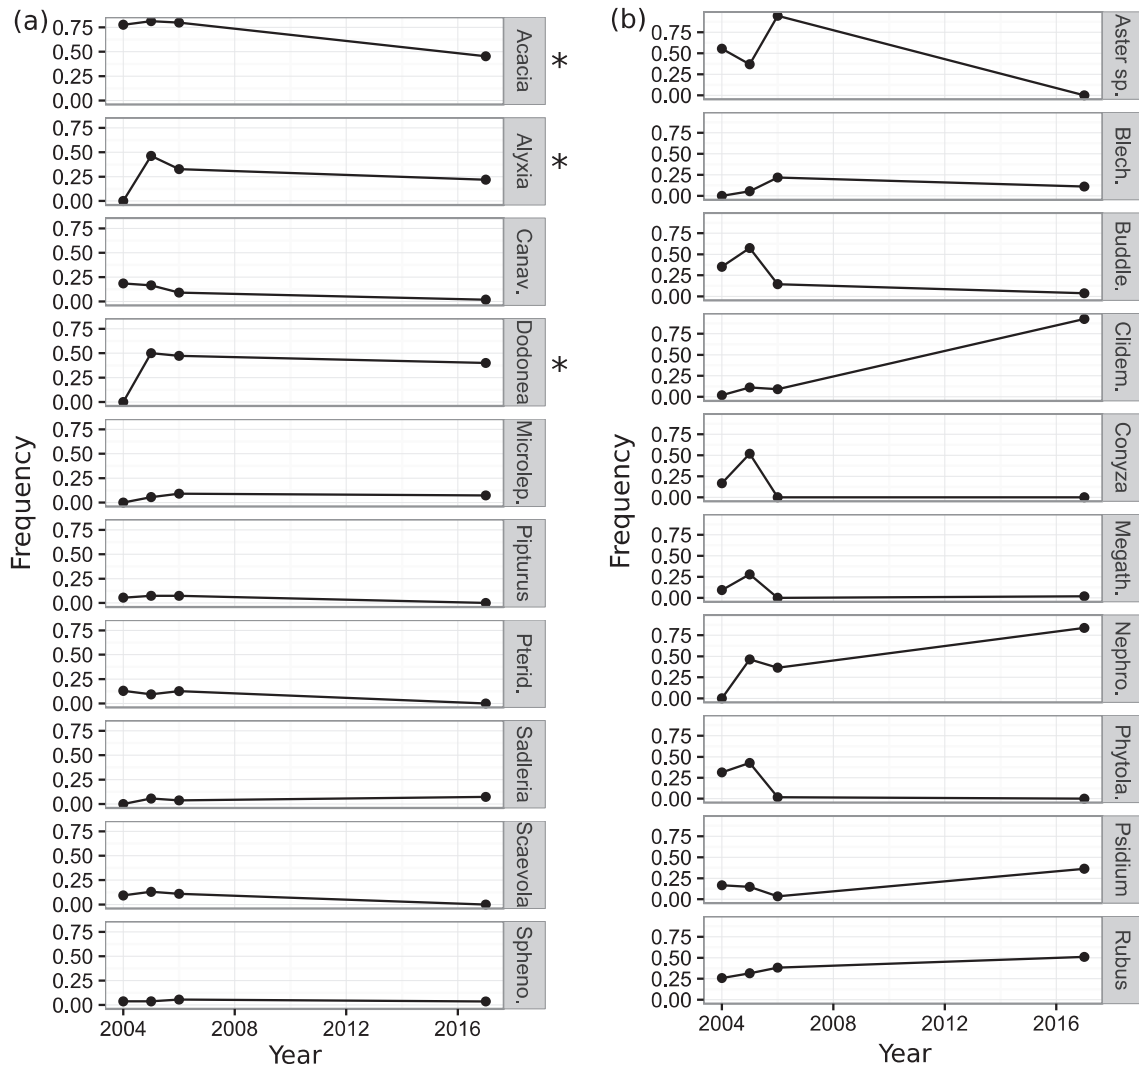 (a)
Frequency
0.75
0.50
0.25
0.00
Acacia
*
0.75
0.50
0.25
0.00
Alyxia
*
0.75
0.50
0.25
0.00
Canav.
0.75
0.50
0.25
0.00
Dodonea
*
0.75
0.50
0.25
0.00
Microlep.
0.75
0.50
0.25
0.00
Pipturus
0.75
0.50
0.25
0.00
Pterid.
0.75
0.50
0.25
0.00
Sadleria
0.75
0.50
0.25
0.00
Scaevola
0.75
0.50
0.25
0.00
Spheno.
2004 2008 2012 2016
Year
(b)
Frequency
0.75
0.50
0.25
0.00
Aster sp.
0.75
0.50
0.25
0.00
Blech.
0.75
0.50
0.25
0.00
Buddle.
0.75
0.50
0.25
0.00
Clidem.
0.75
0.50
0.25
0.00
Conyza
0.75
0.50
0.25
0.00
Megath.
0.75
0.50
0.25
0.00
Nephro.
0.75
0.50
0.25
0.00
Phytola.
0.75
0.50
0.25
0.00
Psidium
0.75
0.50
0.25
0.00
Rubus
2004 2008 2012 2016
Year